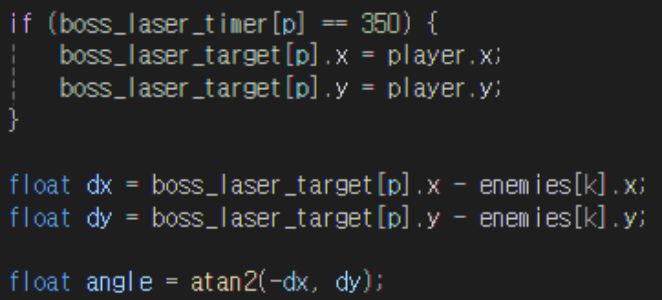 if (boss_laser_timer[p] == 350) {
    boss_laser_target[p].x = player.x;
    boss_laser_target[p].y = player.y;
}
float dx = boss_laser_target[p].x - enemies[k].x;
float dy = boss_laser_target[p].y - enemies[k].y;
float angle = atan2(-dx, dy);